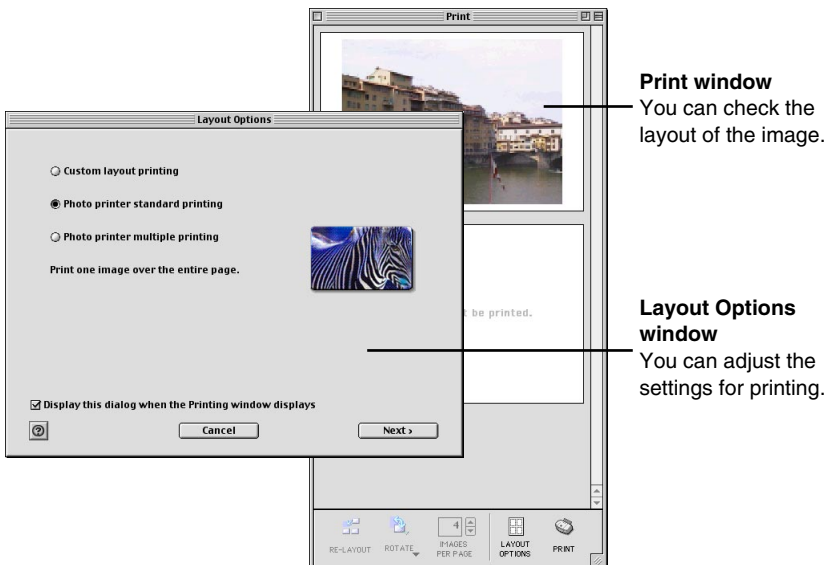 Print
Print window
You can check the
layout of the image.
Layout Options
Custom layout printing
Photo printer standard printing
Photo printer multiple printing
Print one image over the entire page.
t be printed.
Layout Options
window
You can adjust the
settings for printing.
Display this dialog when the Printing window displays
?
Cancel
Next ›
RE-LAYOUT
ROTATE
4
IMAGES
PER PAGE
LAYOUT
OPTIONS
PRINT